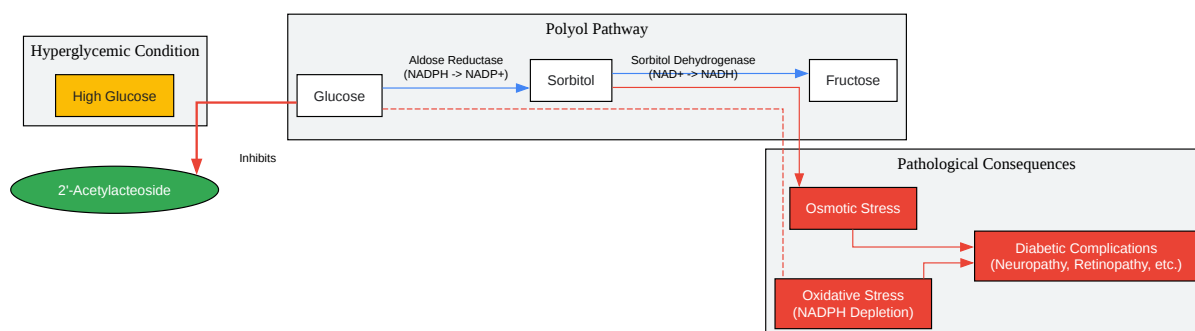 Polyol Pathway
Hyperglycemic Condition
High Glucose
Glucose
Aldose Reductase
(NADPH -> NADP+)
Sorbitol
Sorbitol Dehydrogenase
(NAD+ -> NADH)
Fructose
Inhibits
2'-Acetylacteoside
Pathological Consequences
Osmotic Stress
Diabetic Complications
(Neuropathy, Retinopathy, etc.)
Oxidative Stress
(NADPH Depletion)